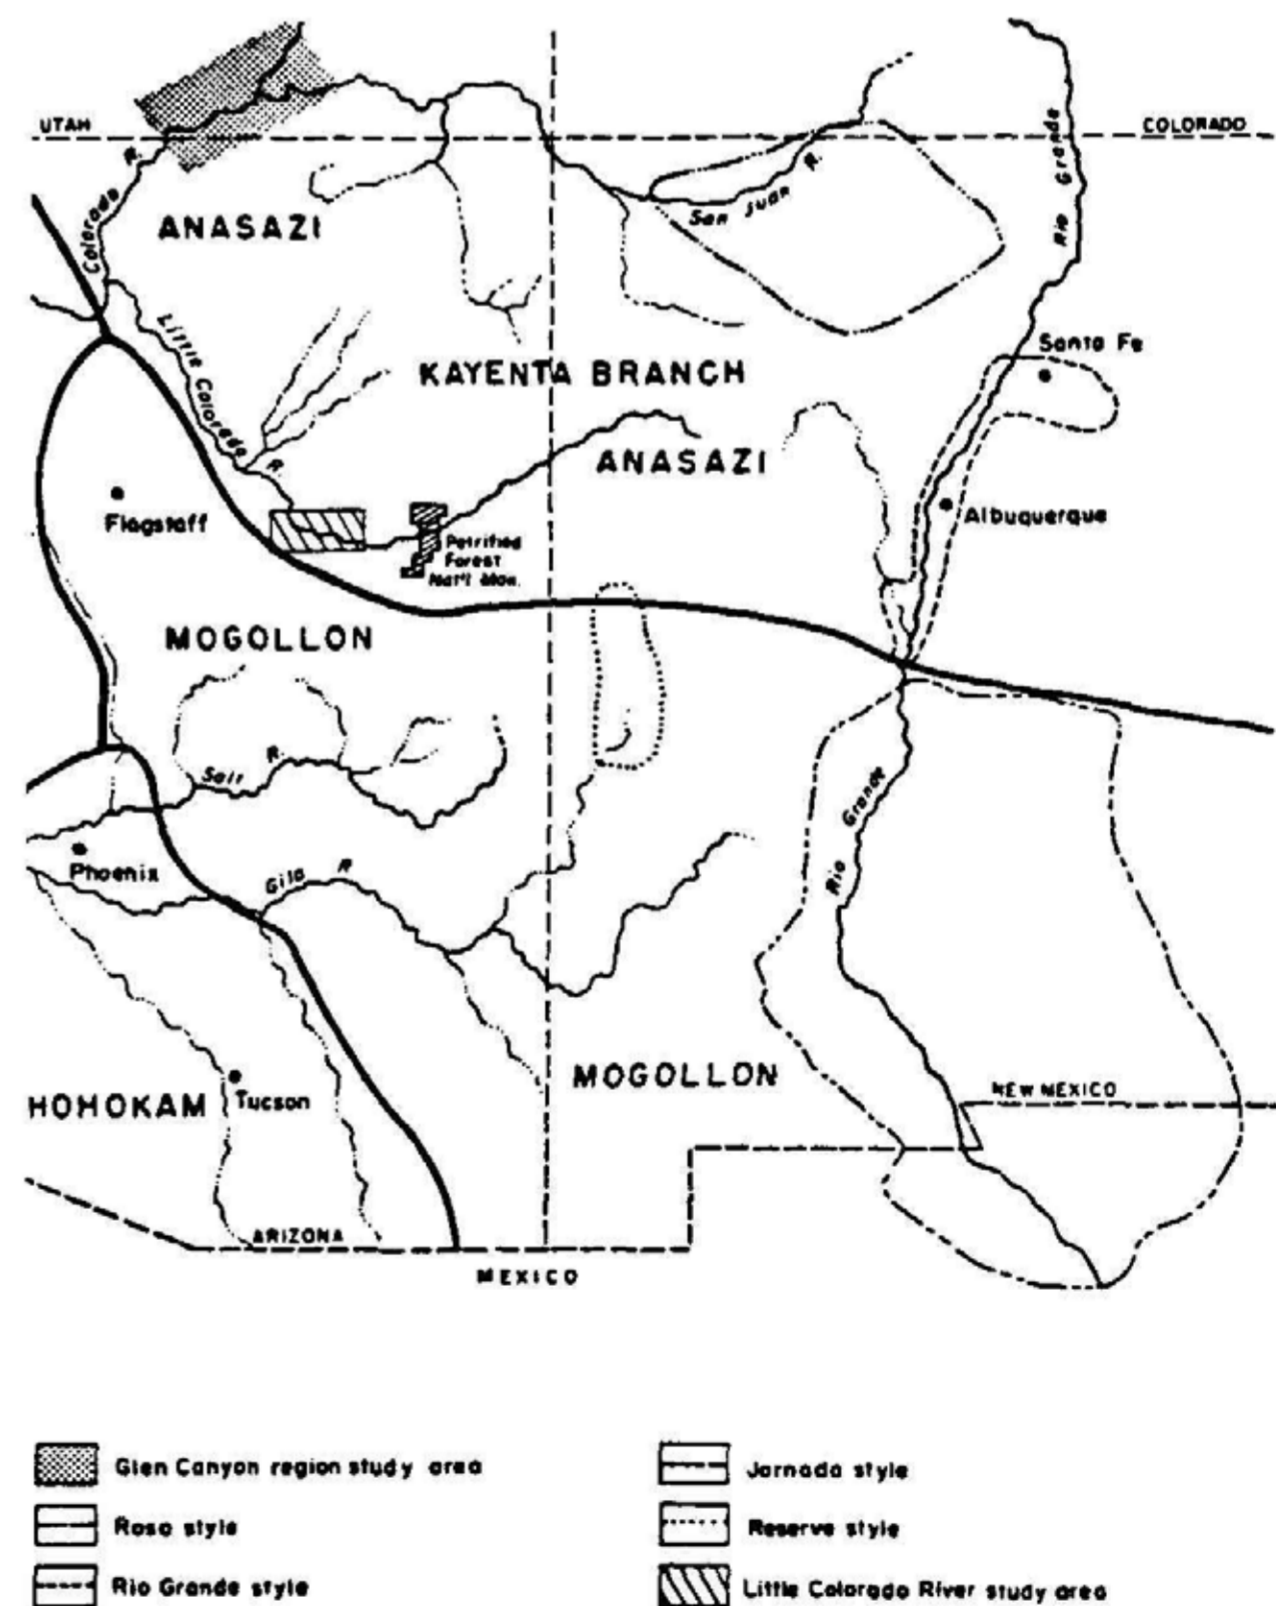 UTAH
COLORADO
Colorado R.
ANASAZI
San Juan R.
Rio Grande
Little Colorado R.
Santa Fe
KAYENTA BRANCH
ANASAZI
Flagstaff
Albuquerque
Petrified
Forest
Nat'l Mon.
MOGOLLON
Salt R.
Rio Grande
Phoenix
Gila R
MOGOLLON
NEW MEXICO
HOHOKAM
Tucson
ARIZONA
MEXICO
Glen Canyon region study area
Jornada style
Rosa style
Reserve style
Rio Grande style
Little Colorado River study area